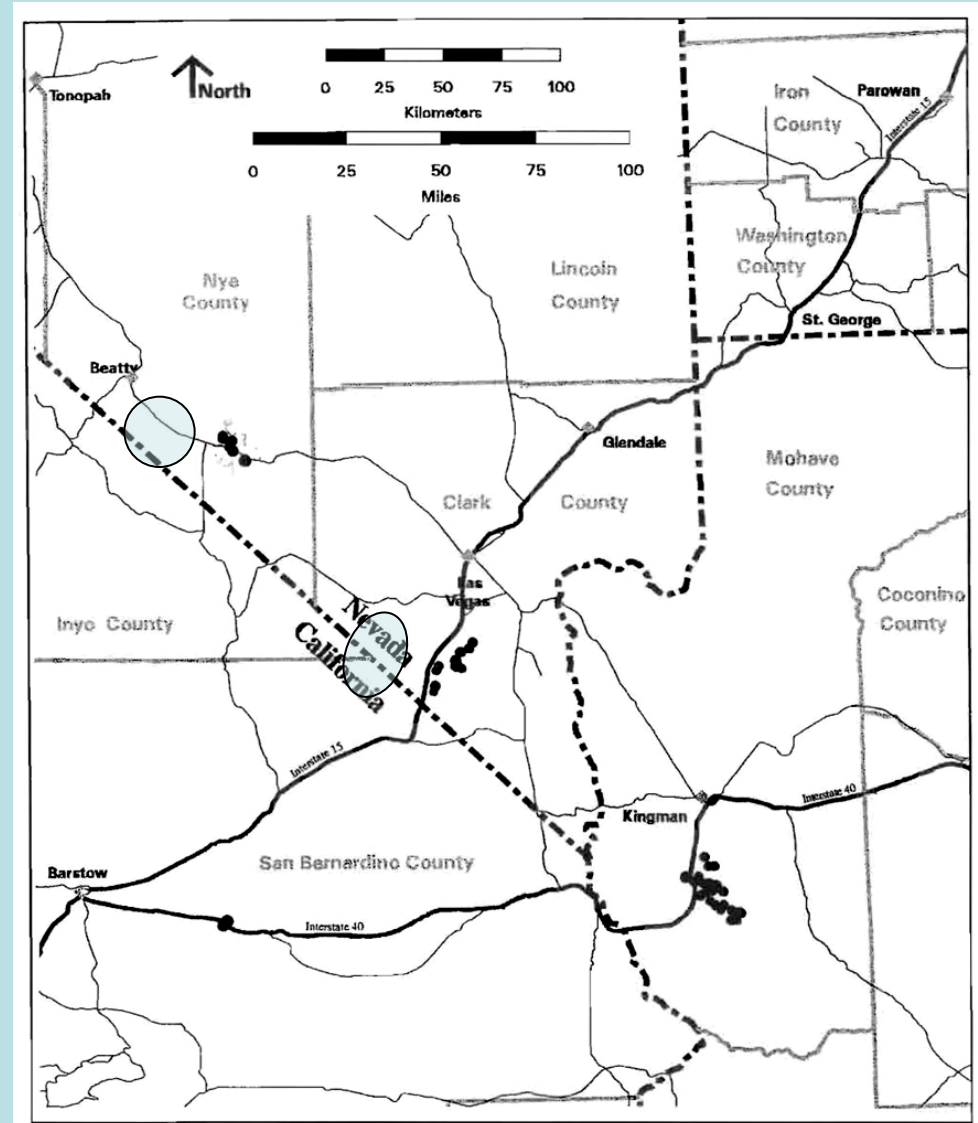 Tonopah
North
0 25 50 75 100
Kilometers
0 25 50 75 100
Miles
Iron
County
Parowan
Interstate 15
Washington
County
Nye
County
Lincoln
County
St. George
Beatty
Glendale
Mohave
County
Clark County
Las
Vegas
Coconino
County
Inyo County
Nevada
California
Interstate 15
Interstate 40
Kingman
San Bernardino County
Barstow
Interstate 40